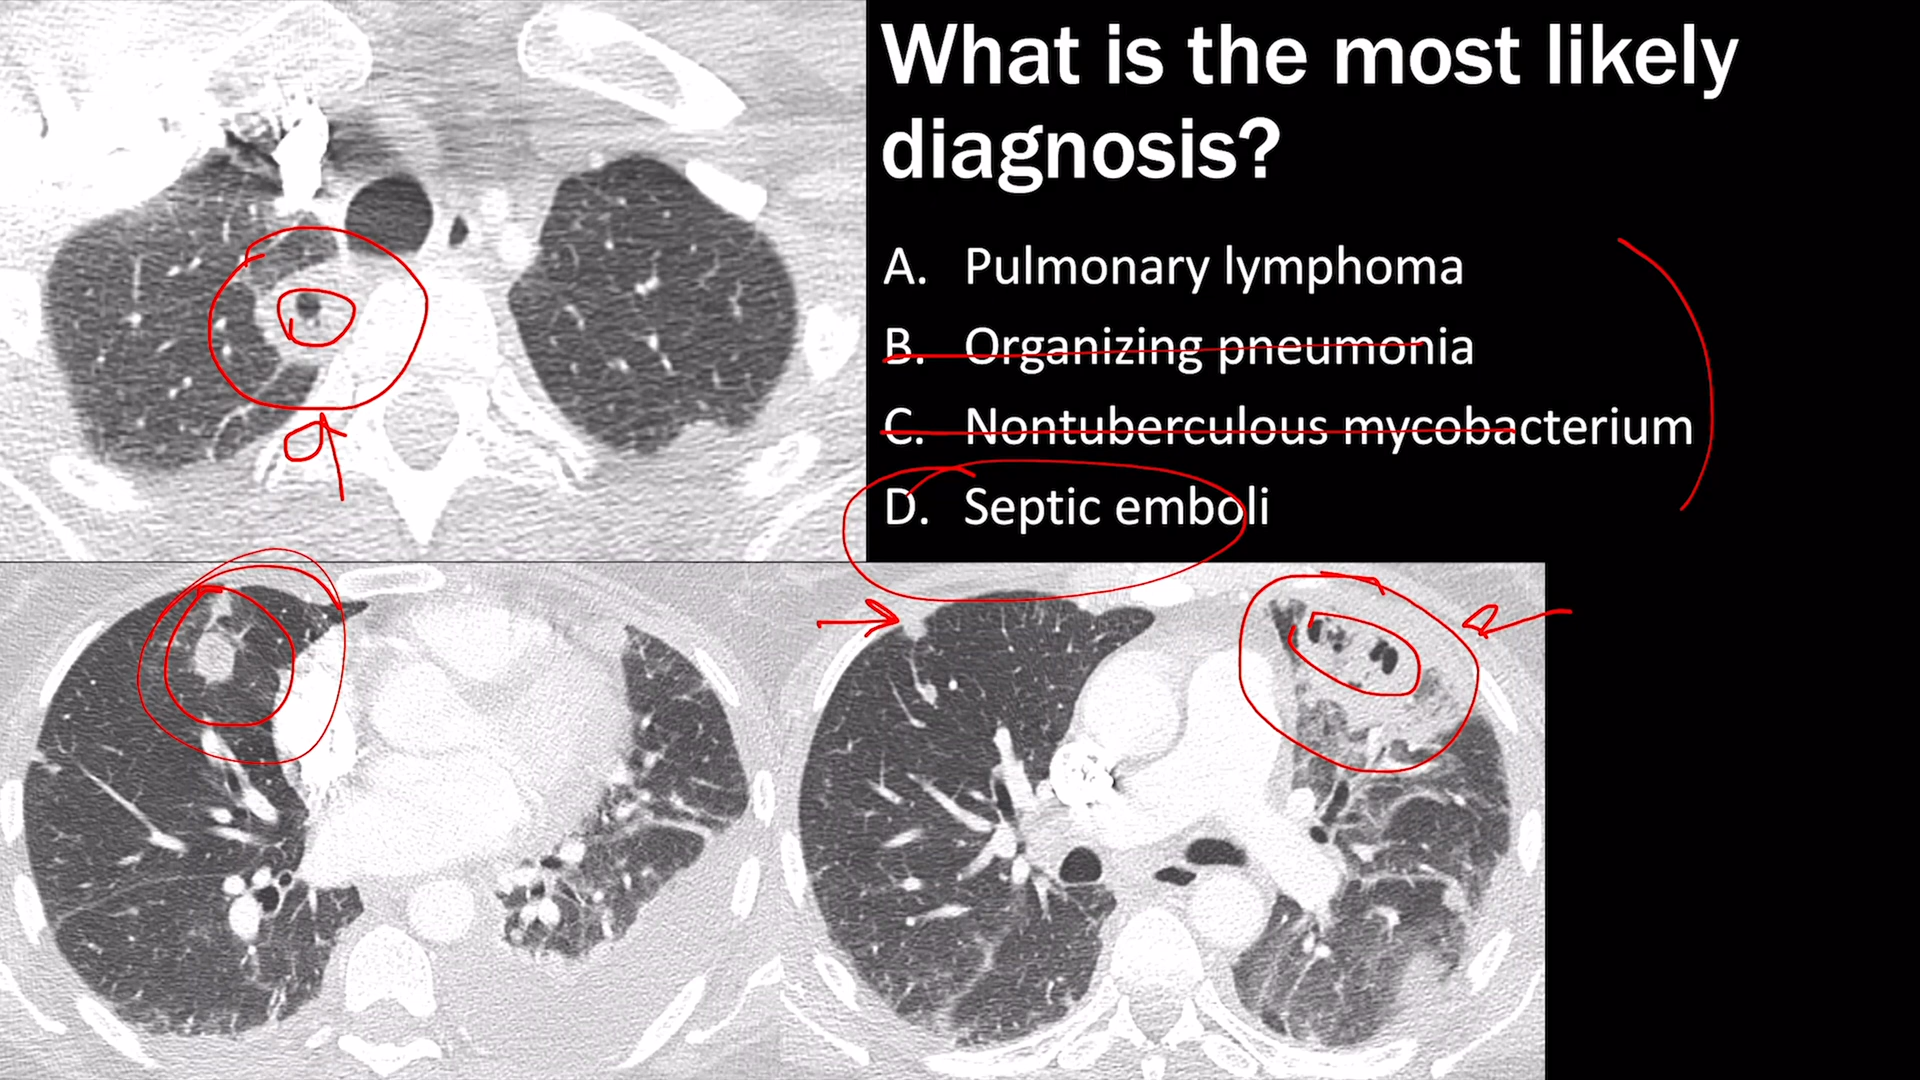 What is the most likely
diagnosis?
A. Pulmonary lymphoma
B. Organizing pneumonia
C. Nontuberculous mycobacterium
D. Septic emboli